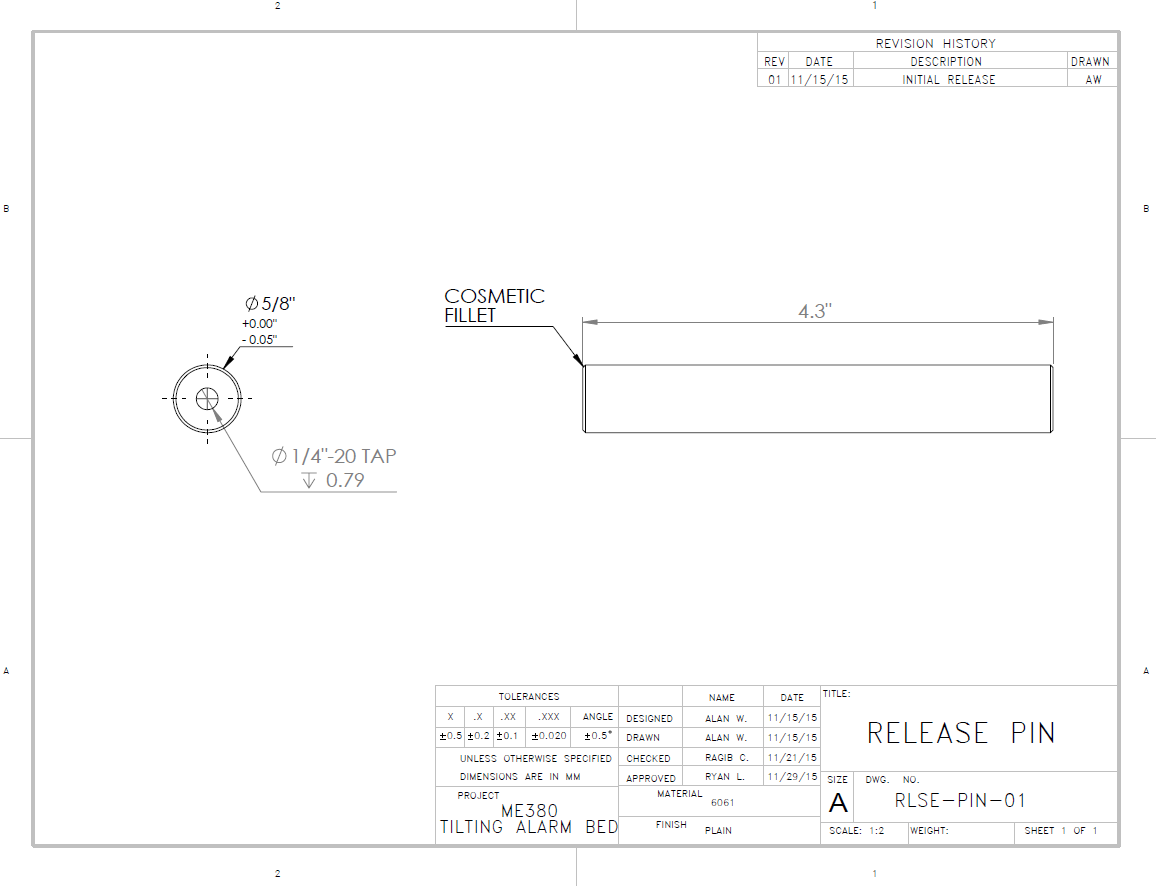 2 1
REVISION HISTORY
REV DATE DESCRIPTION DRAWN
01 11/15/15 INITIAL RELEASE AW
B B
⌀5/8"
+0.00"
- 0.05"
COSMETIC
FILLET
4.3"
⌀1/4"-20 TAP
↧ 0.79
A A
TOLERANCES
X .X .XX .XXX ANGLE
±0.5 ±0.2 ±0.1 ±0.020 ±0.5°
UNLESS OTHERWISE SPECIFIED
DIMENSIONS ARE IN MM
PROJECT
ME380
TILTING ALARM BED
NAME DATE
DESIGNED ALAN W. 11/15/15
DRAWN ALAN W. 11/15/15
CHECKED RAGIB C. 11/21/15
APPROVED RYAN L. 11/29/15
MATERIAL
6061
FINISH
PLAIN
TITLE:
RELEASE PIN
SIZE DWG. NO.
A RLSE-PIN-01
SCALE: 1:2 WEIGHT: SHEET 1 OF 1
2 1